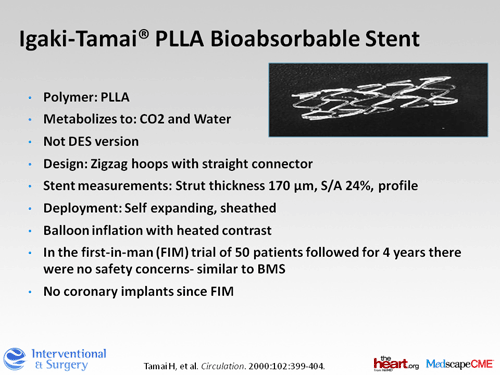 Igaki-Tamai® PLLA Bioabsorbable Stent
• Polymer: PLLA
• Metabolizes to: CO2 and Water
• Not DES version
• Design: Zigzag hoops with straight connector
• Stent measurements: Strut thickness 170 µm, S/A 24%, profile
• Deployment: Self expanding, sheathed
• Balloon inflation with heated contrast
• In the first-in-man (FIM) trial of 50 patients followed for 4 years there
were no safety concerns- similar to BMS
• No coronary implants since FIM
Interventional
& Surgery
Tamai H, et al. Circulation. 2000:102:399-404.
the
heart.org
Medscape CME